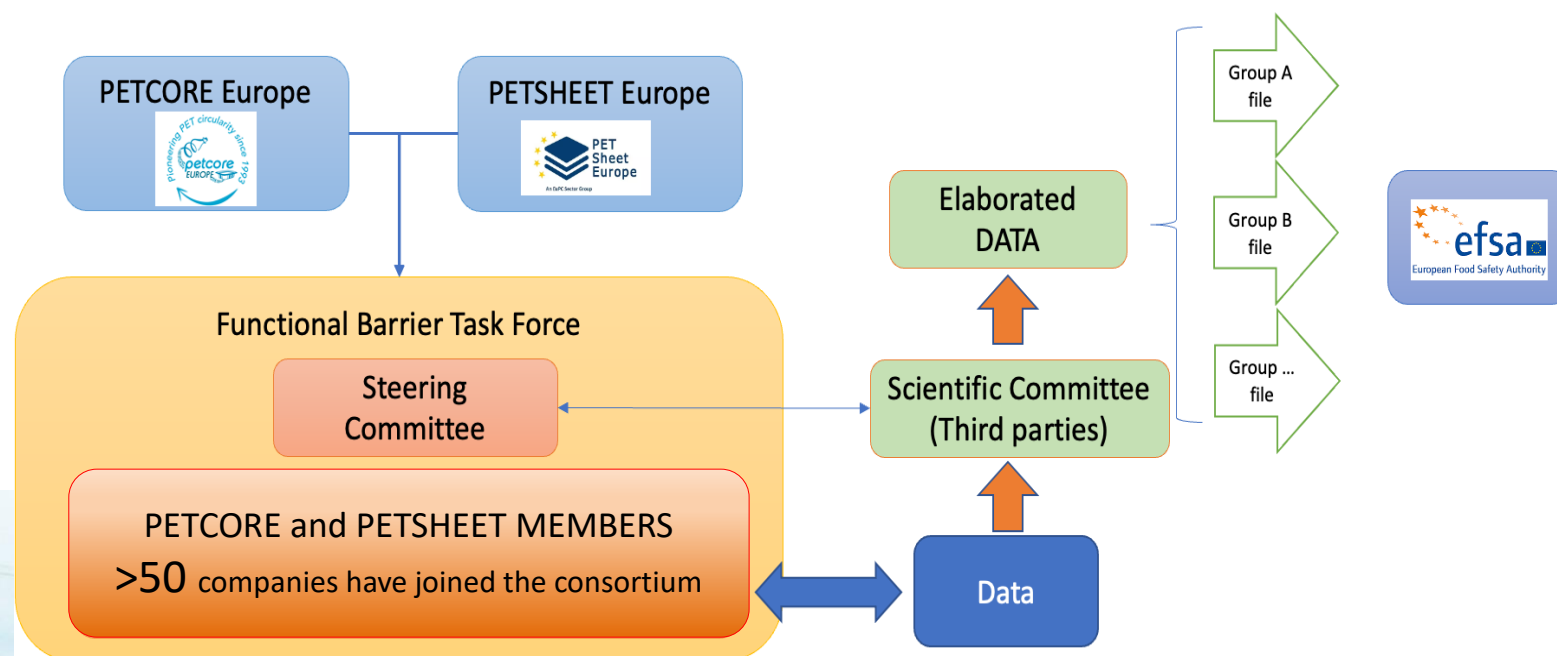 PETCORE Europe
Pioneering PET circularity since 1993
petcore
EUROPE
PETSHEET Europe
PET
Sheet
Europe
An EuPC Sector Group
Functional Barrier Task Force
Steering
Committee
PETCORE and PETSHEET MEMBERS
>50 companies have joined the consortium
Elaborated
DATA
Scientific Committee
(Third parties)
Data
Group A
file
Group B
file
Group ...
file
efsa
European Food Safety Authority